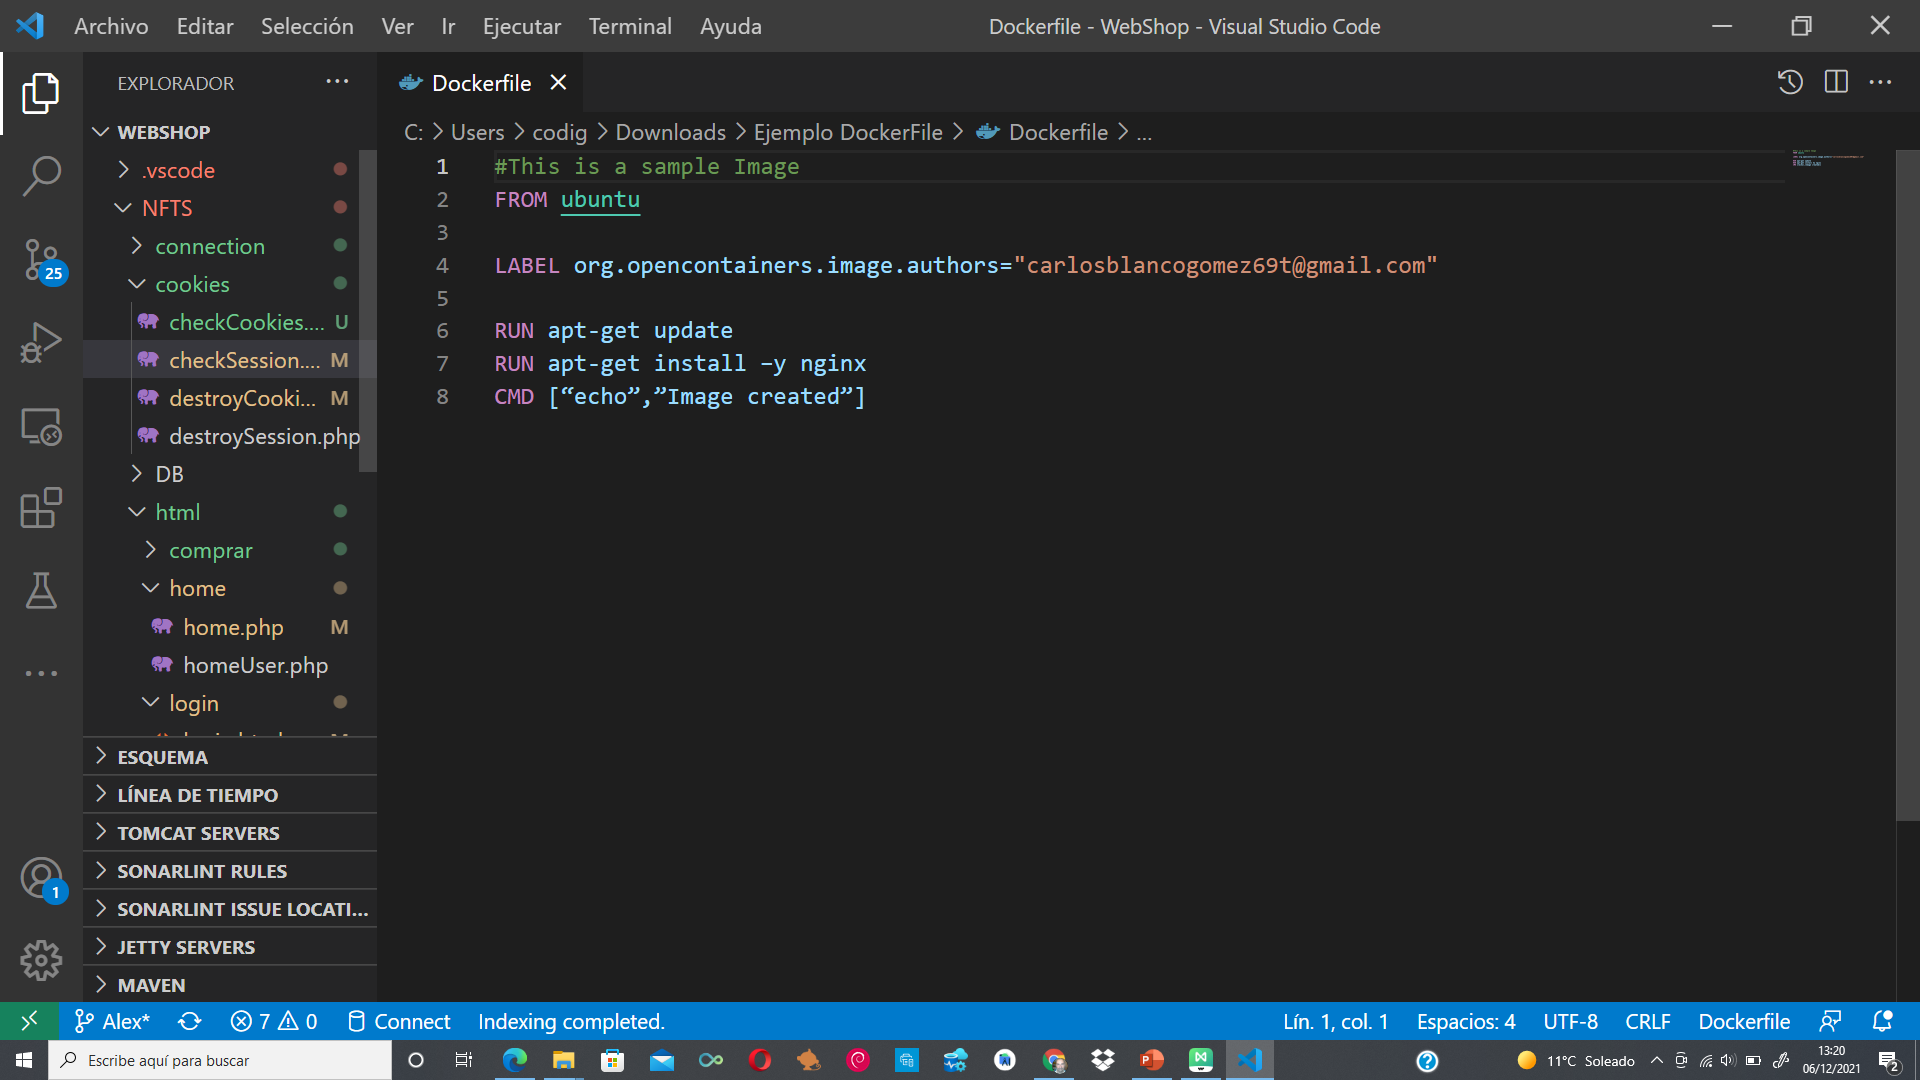 Archivo Editar Selección Ver Ir Ejecutar Terminal Ayuda
Dockerfile - WebShop - Visual Studio Code
EXPLORADOR
Dockerfile
C: > Users > codig > Downloads > Ejemplo DockerFile > Dockerfile > ...
WEBSHOP
.vscode
NFTS
connection
cookies
checkCookies.... U
checkSession.... M
destroyCooki... M
destroySession.php
DB
html
comprar
home
home.php M
homeUser.php
login
ESQUEMA
LÍNEA DE TIEMPO
TOMCAT SERVERS
SONARLINT RULES
SONARLINT ISSUE LOCATI...
JETTY SERVERS
MAVEN
25
1
1 #This is a sample Image
2 FROM ubuntu
3
4 LABEL org.opencontainers.image.authors="carlosblancogomez69t@gmail.com"
5
6 RUN apt-get update
7 RUN apt-get install –y nginx
8 CMD [“echo”,”Image created”]
Alex* 7 0 Connect Indexing completed.
Lín. 1, col. 1 Espacios: 4 UTF-8 CRLF Dockerfile
Escribe aquí para buscar
11°C Soleado
13:20
06/12/2021
2